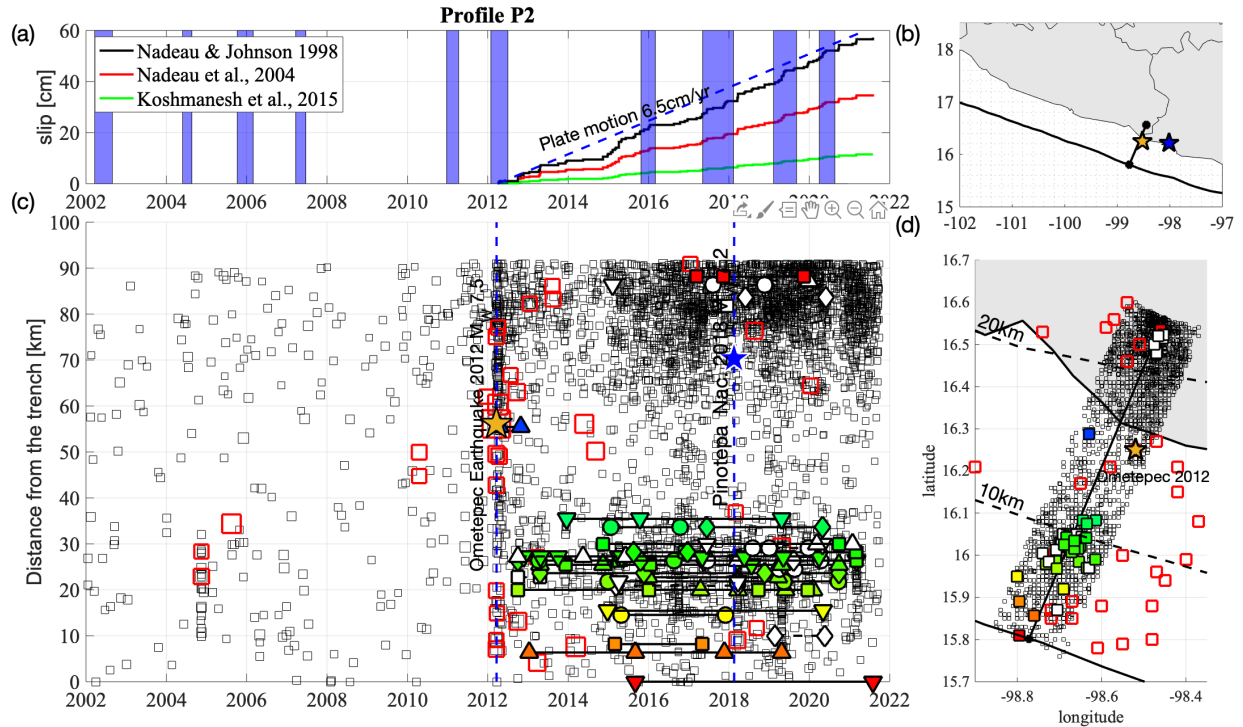 Profile P2
(a)
60
40
20
0
slip [cm]
Nadeau & Johnson 1998
Nadeau et al., 2004
Koshmanesh et al., 2015
Plate motion 6.5cm/yr
2002 2004 2006 2008 2010 2012 2014 2016 2018 2020 2022
(b)
18
17
16
15
-102 -101 -100 -99 -98 -97
(c)
100
90
80
70
60
50
40
30
20
10
0
Distance from the trench [km]
Ometepec Earthquake 2012 M W 7.5
Pinotepa Nac. 2018 M 2
2002 2004 2006 2008 2010 2012 2014 2016 2018 2020 2022
(d)
16.7
16.6
16.5
16.4
16.3
16.2
16.1
16
15.9
15.8
15.7
latitude
20km
10km
Ometepec 2012
-98.8 -98.6 -98.4
longitude